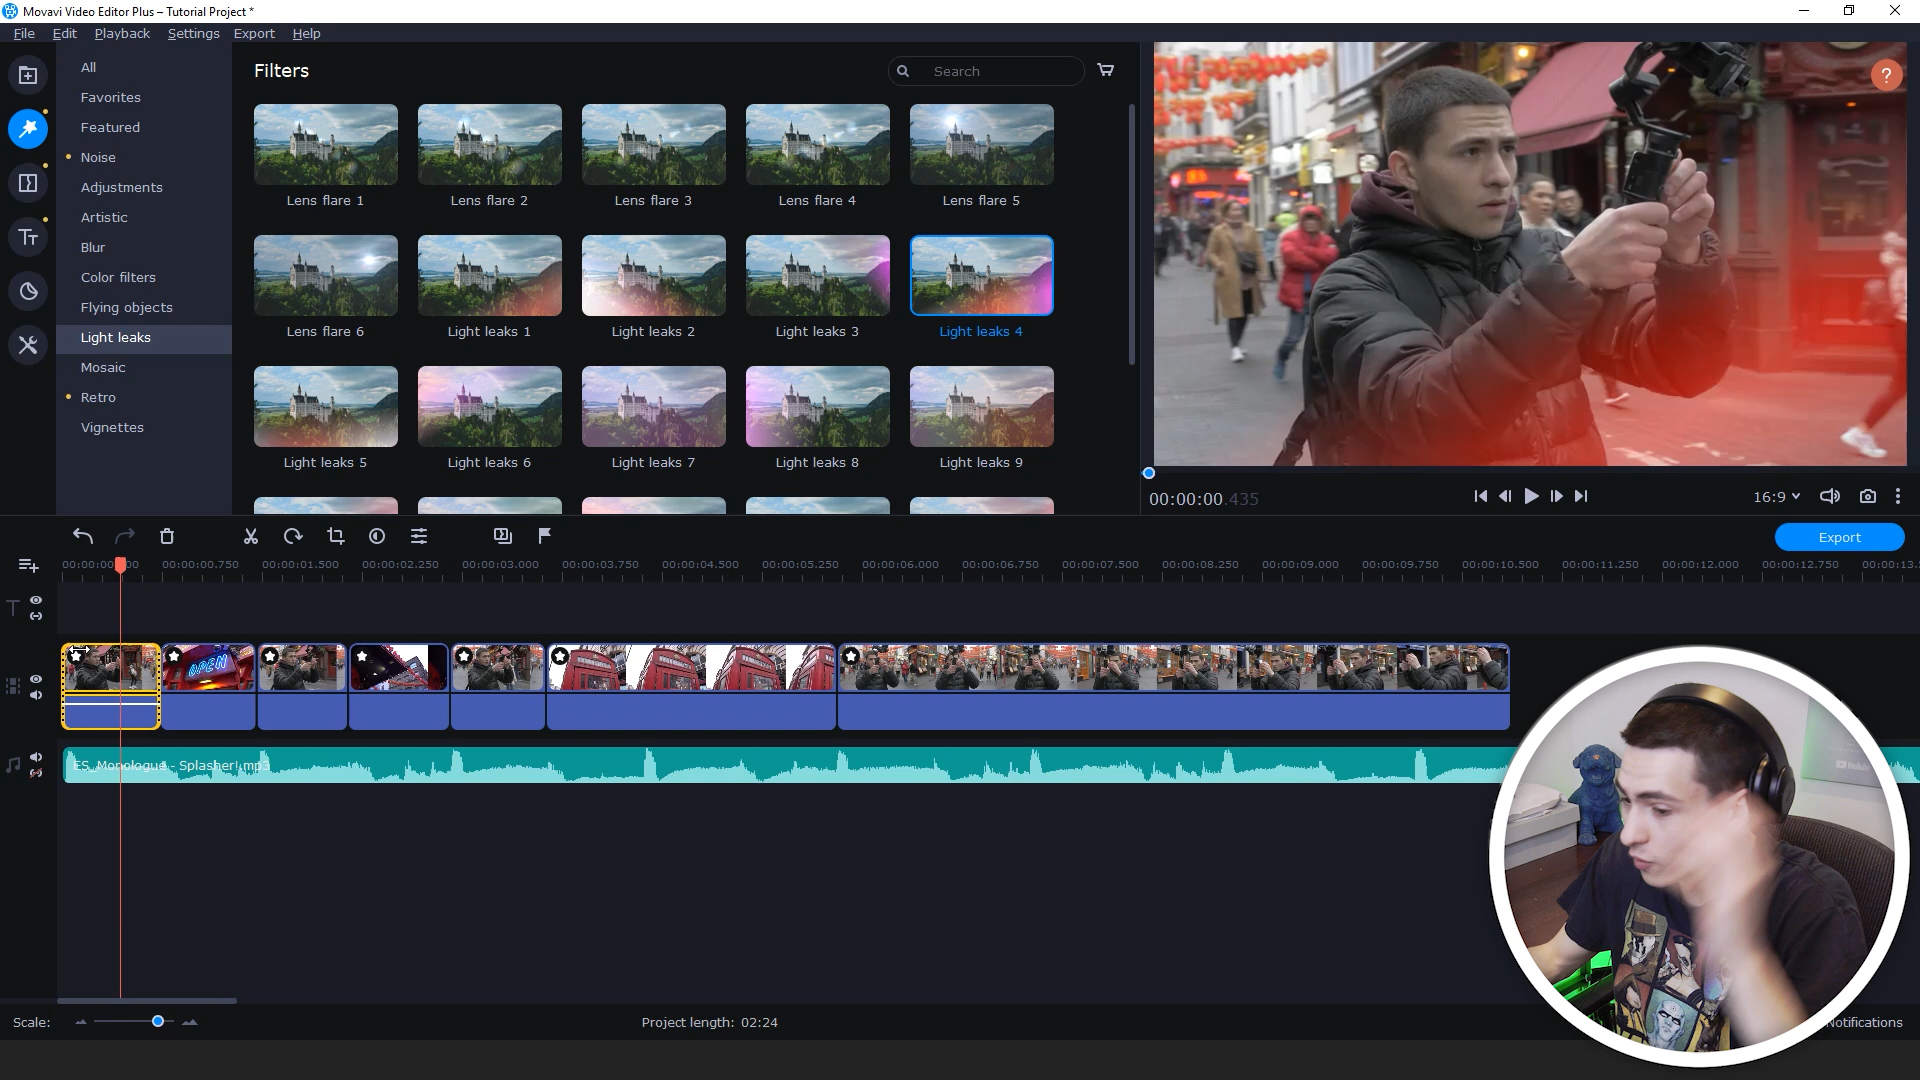 Movavi Video Editor Plus – Tutorial Project *
File Edit Playback Settings Export Help
All
Favorites
Featured
Noise
Adjustments
Artistic
Blur
Color filters
Flying objects
Light leaks
Mosaic
Retro
Vignettes
Filters
Search
Lens flare 1
Lens flare 2
Lens flare 3
Lens flare 4
Lens flare 5
Lens flare 6
Light leaks 1
Light leaks 2
Light leaks 3
Light leaks 4
Light leaks 5
Light leaks 6
Light leaks 7
Light leaks 8
Light leaks 9
?
00:00:00.435
16:9
Export
00:00:00.750 00:00:01.500 00:00:02.250 00:00:03.000 00:00:03.750 00:00:04.500 00:00:05.250 00:00:06.000 00:00:06.750 00:00:07.500 00:00:08.250 00:00:09.000 00:00:09.750 00:00:10.500 00:00:11.250 00:00:12.000 00:00:12.750
OPEN
ES_Monologue - Splasher!.mp3
Scale:
Project length: 02:24
Notifications